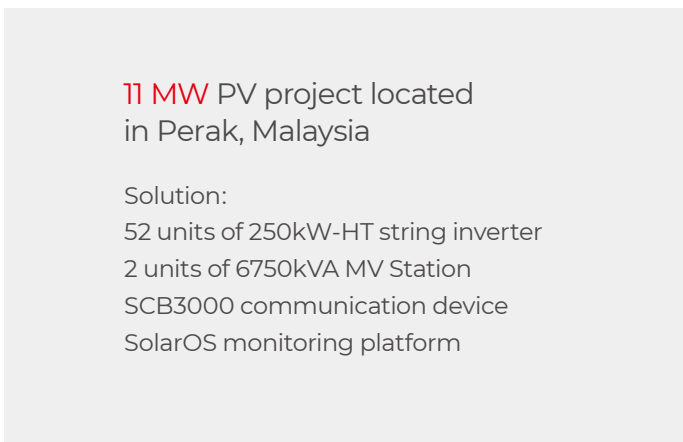 11 MW PV project located
in Perak, Malaysia
Solution:
52 units of 250kW-HT string inverter
2 units of 6750kVA MV Station
SCB3000 communication device
SolarOS monitoring platform